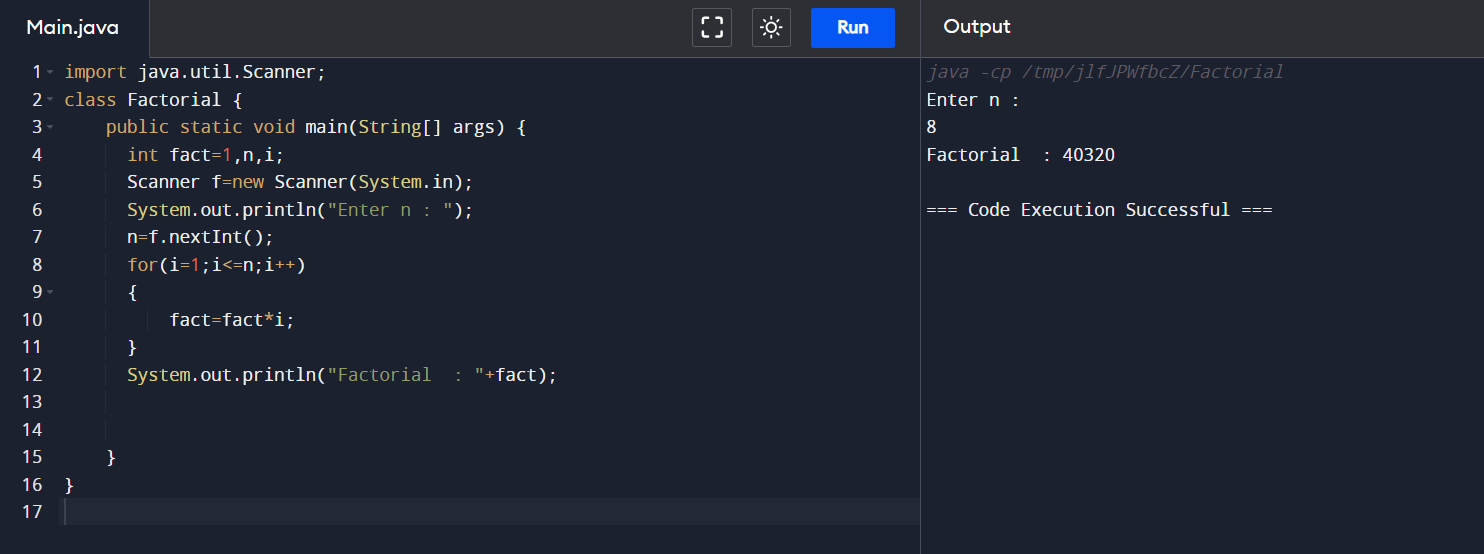 Main.java
Run
Output
1 import java.util.Scanner;
2 class Factorial {
3     public static void main(String[] args) {
4       int fact=1,n,i;
5       Scanner f=new Scanner(System.in);
6       System.out.println("Enter n : ");
7       n=f.nextInt();
8       for(i=1;i<=n;i++)
9       {
10           fact=fact*i;
11       }
12       System.out.println("Factorial  : "+fact);
13
14
15     }
16 }
17
java -cp /tmp/jlfJPWfbcZ/Factorial
Enter n :
8
Factorial  : 40320
=== Code Execution Successful ===